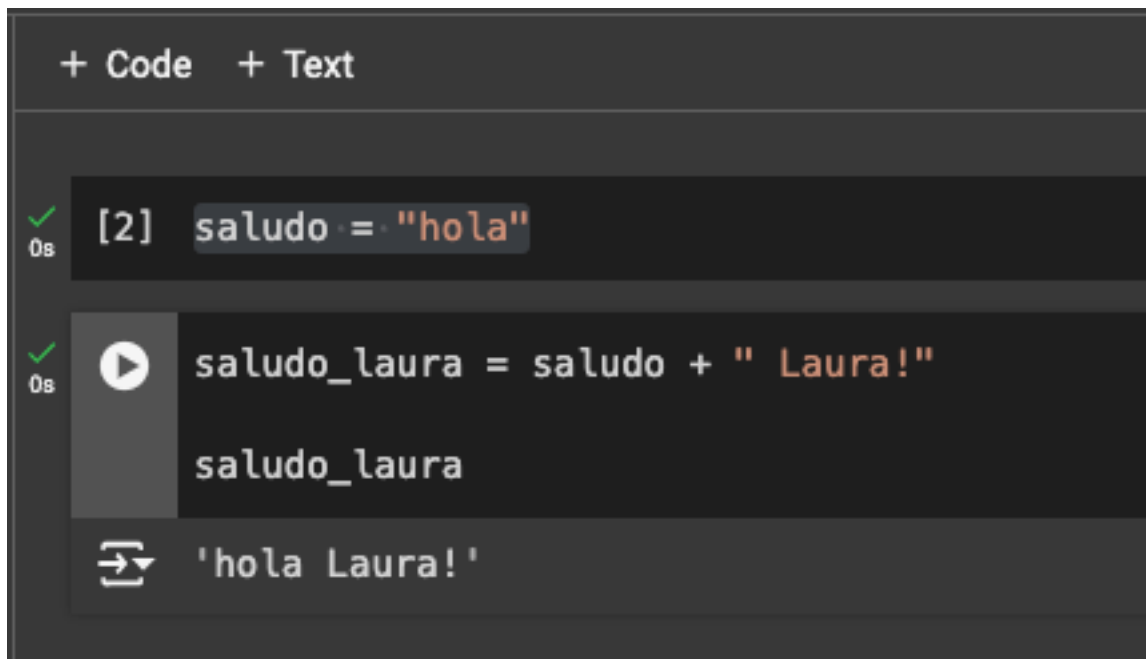 + Code + Text
[2] saludo = "hola"
0s
saludo_laura = saludo + " Laura!"
0s
saludo_laura
'hola Laura!'